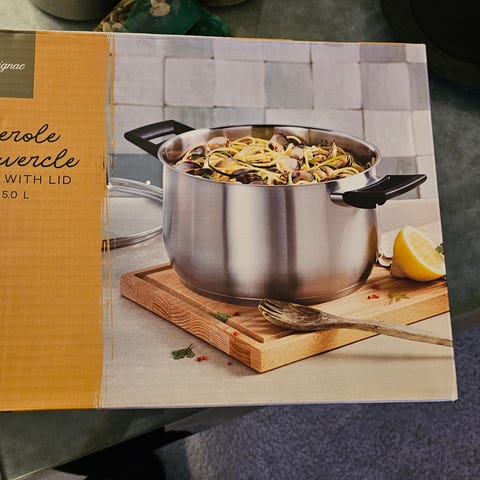 ignac
erole
uvercle
WITH LID
5.0 L